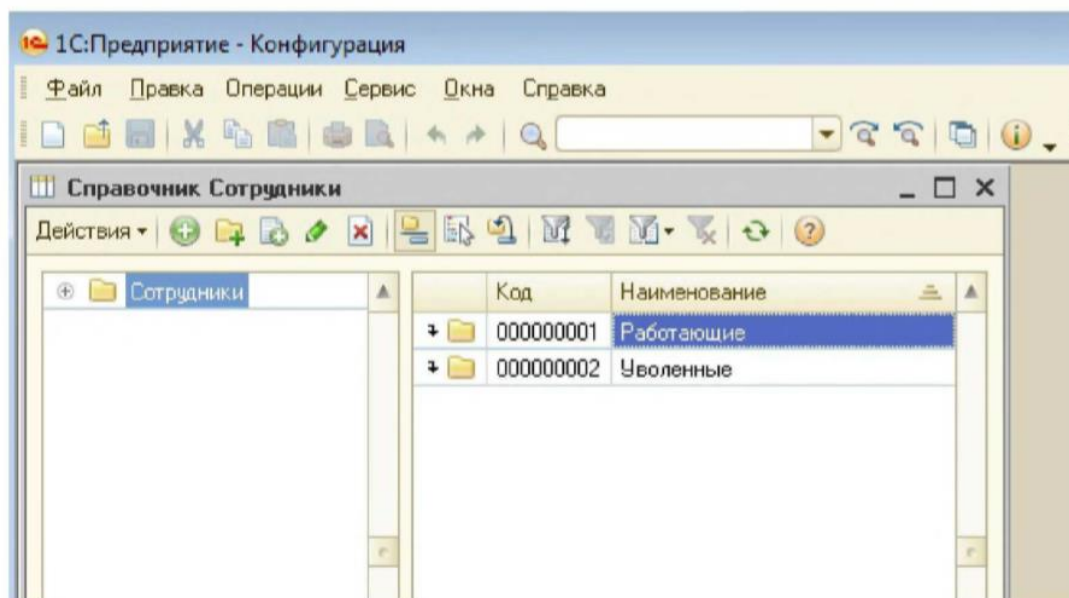 1С:Предприятие - Конфигурация
Файл Правка Операции Сервис Окна Справка
Справочник Сотрудники
Действия
Сотрудники
Код Наименование
000000001 Работающие
000000002 Уволенные